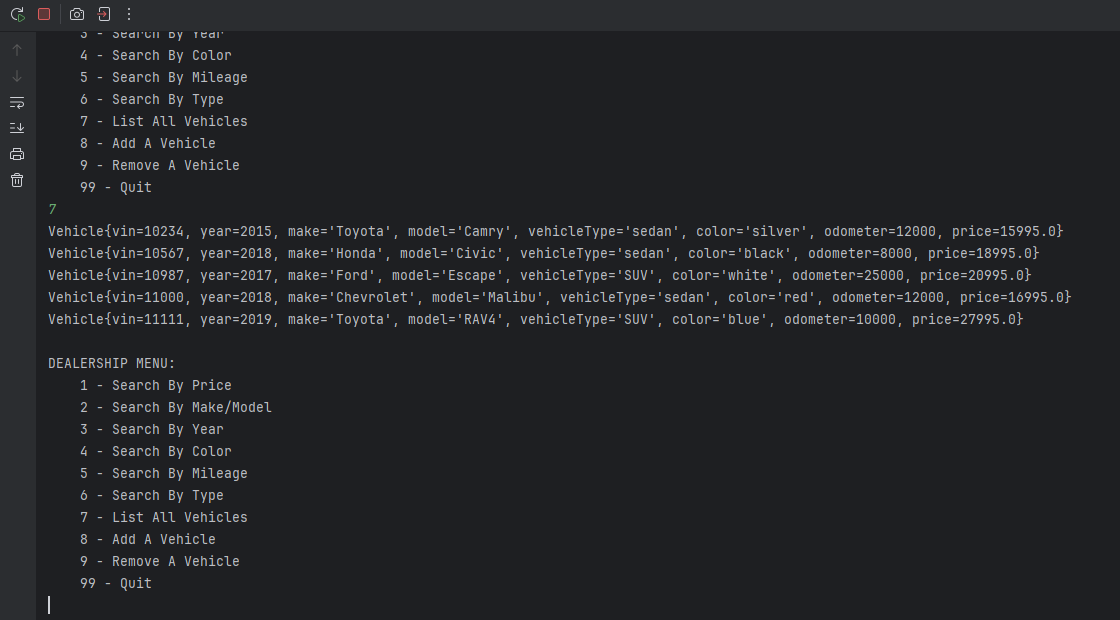 3 - Search By Year
4 - Search By Color
5 - Search By Mileage
6 - Search By Type
7 - List All Vehicles
8 - Add A Vehicle
9 - Remove A Vehicle
99 - Quit
7
Vehicle{vin=10234, year=2015, make='Toyota', model='Camry', vehicleType='sedan', color='silver', odometer=12000, price=15995.0}
Vehicle{vin=10567, year=2018, make='Honda', model='Civic', vehicleType='sedan', color='black', odometer=8000, price=18995.0}
Vehicle{vin=10987, year=2017, make='Ford', model='Escape', vehicleType='SUV', color='white', odometer=25000, price=20995.0}
Vehicle{vin=11000, year=2018, make='Chevrolet', model='Malibu', vehicleType='sedan', color='red', odometer=12000, price=16995.0}
Vehicle{vin=11111, year=2019, make='Toyota', model='RAV4', vehicleType='SUV', color='blue', odometer=10000, price=27995.0}
DEALERSHIP MENU:
1 - Search By Price
2 - Search By Make/Model
3 - Search By Year
4 - Search By Color
5 - Search By Mileage
6 - Search By Type
7 - List All Vehicles
8 - Add A Vehicle
9 - Remove A Vehicle
99 - Quit